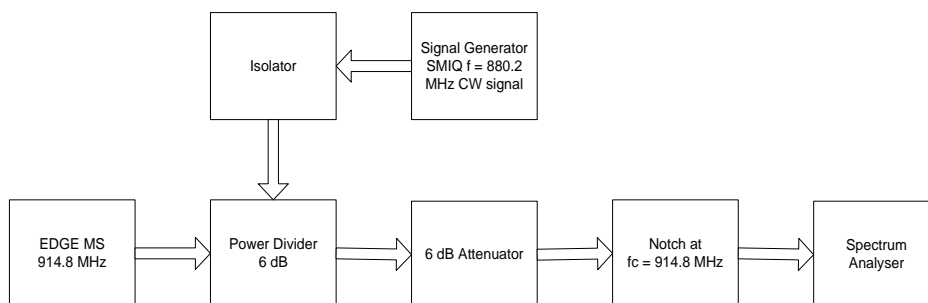 Isolator
Signal Generator
SMIQ f = 880.2
MHz CW signal
EDGE MS
914.8 MHz
Power Divider
6 dB
6 dB Attenuator
Notch at
fc = 914.8 MHz
Spectrum
Analyser